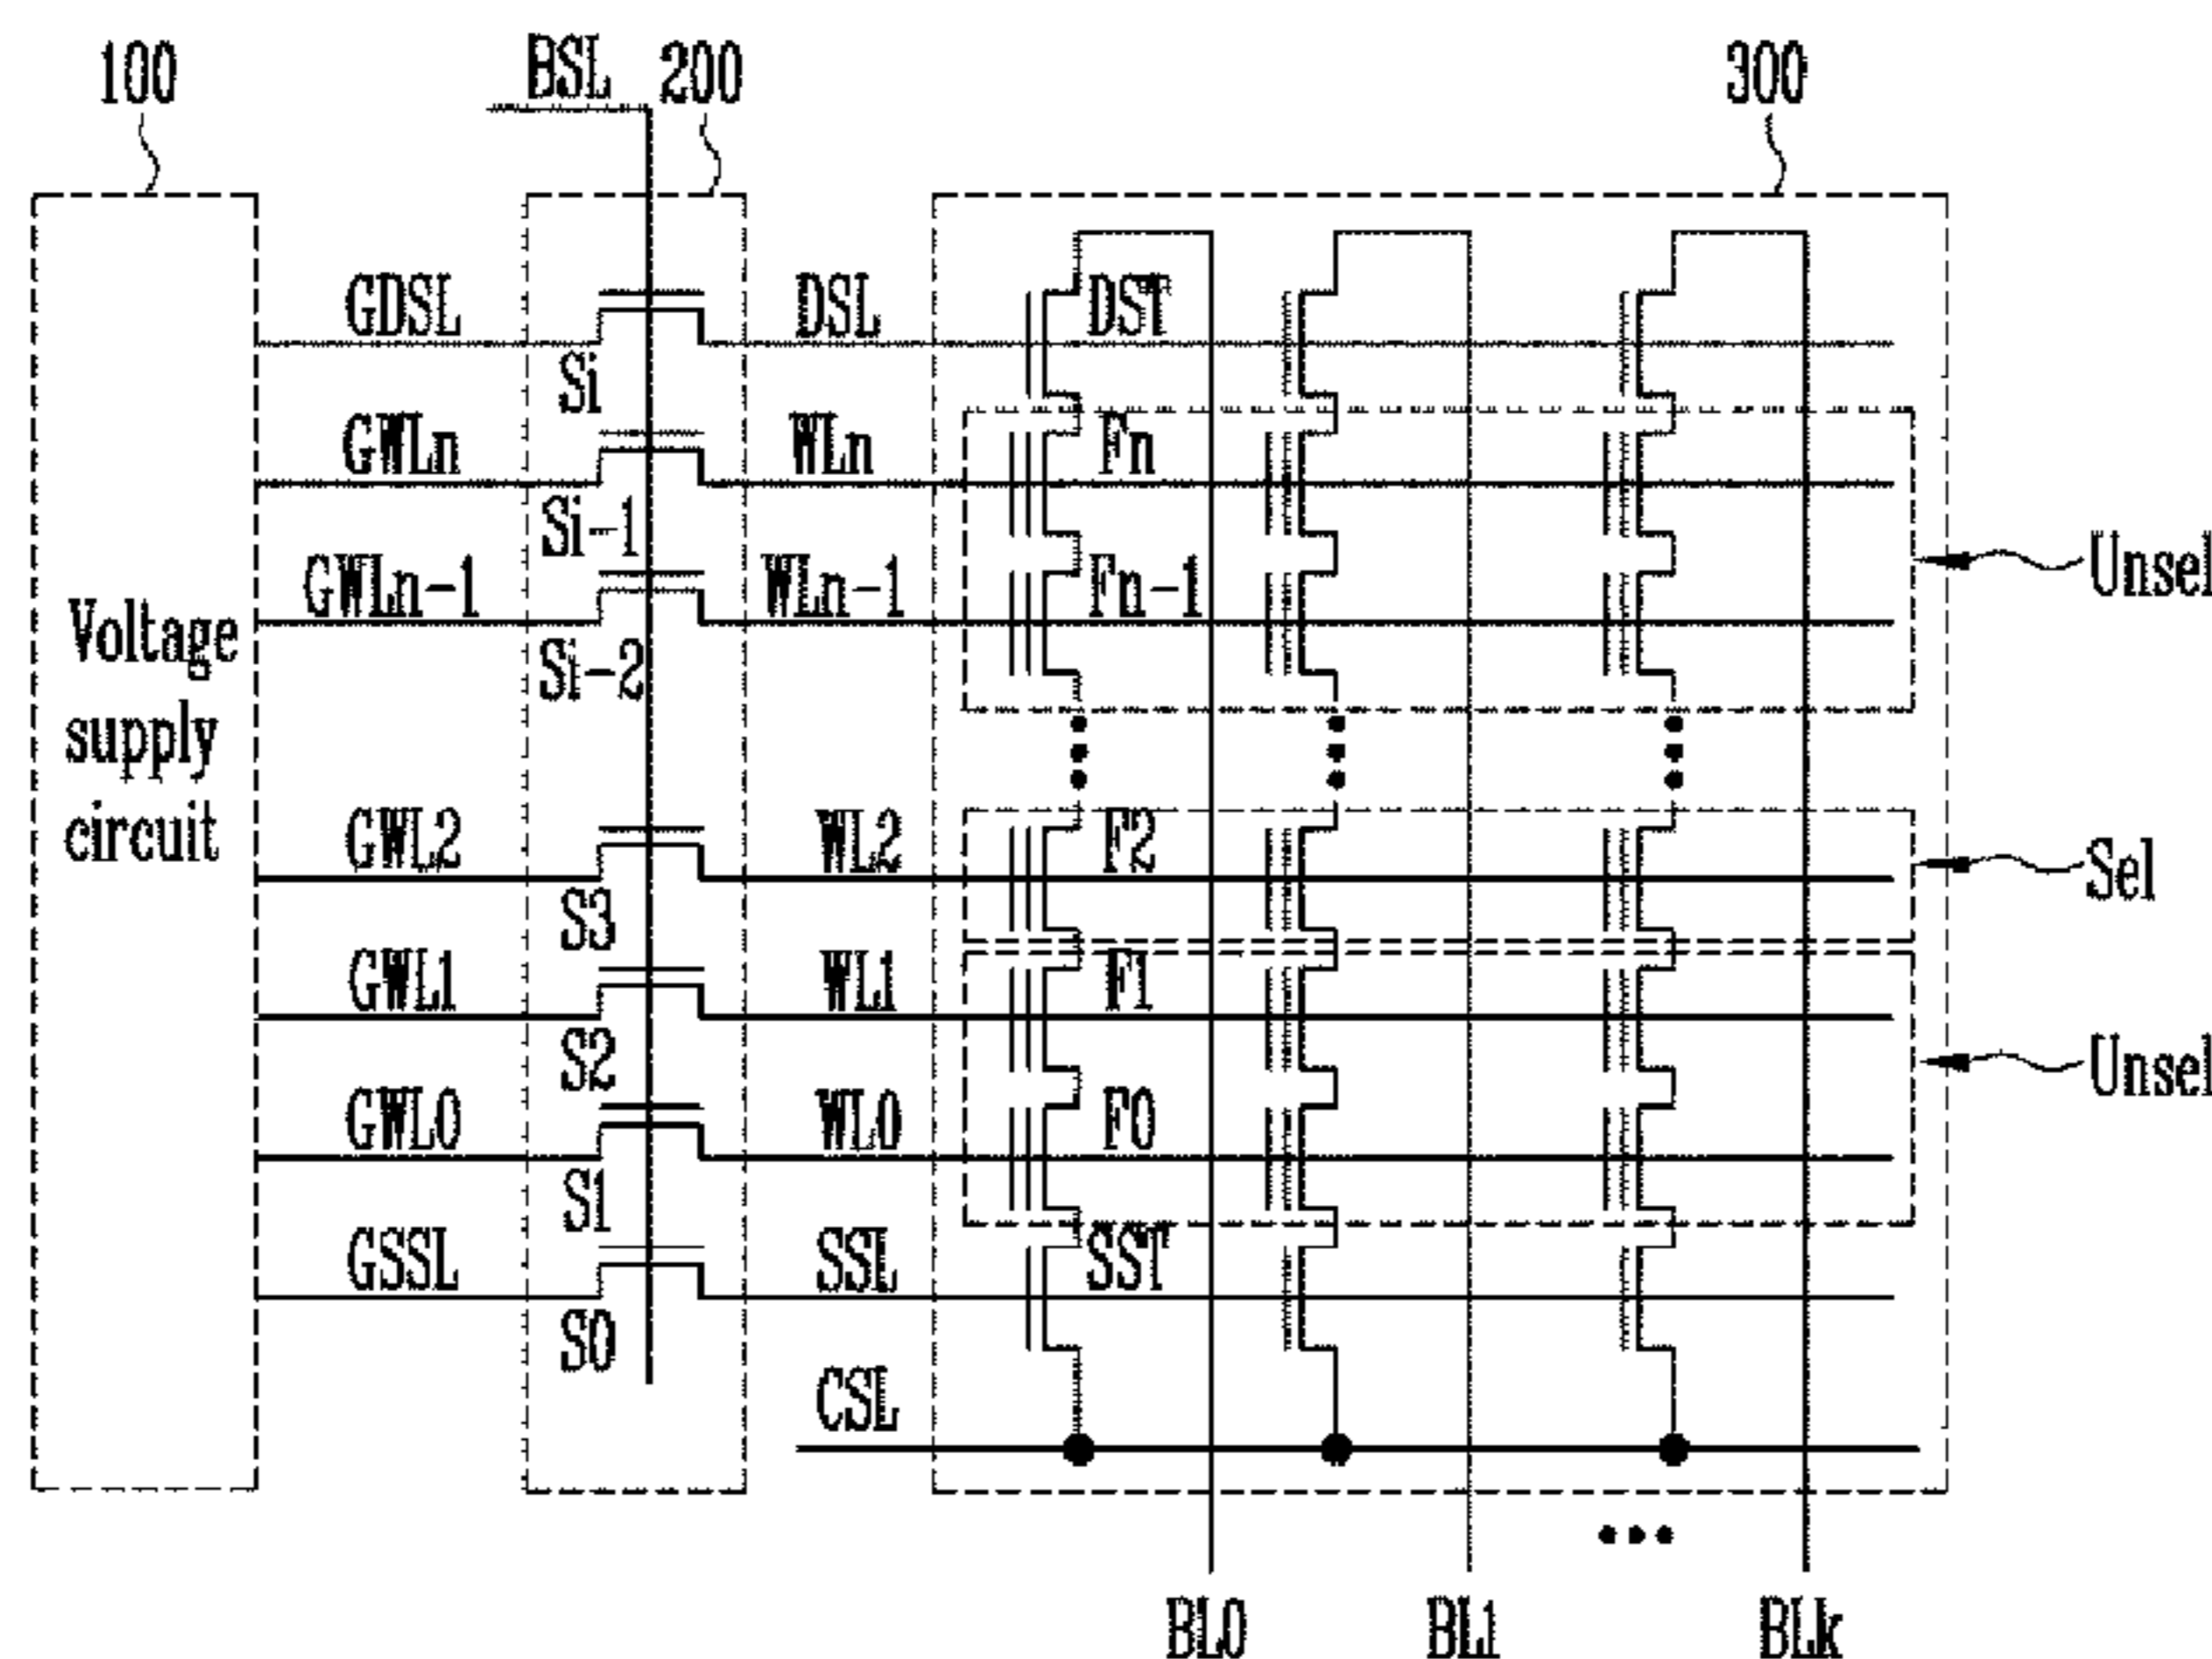 100 BSL 200 300
GDSL DSL DST
Si
GWLn WLn Fn
Si-1
Unsel
GWLn-1 WLn-1 Fn-1
Voltage
supply
circuit
Si-2
GWL2 WL2 F2
Sel
S3
GWL1 WL1 F1
S2
Unsel
GWL0 WL0 F0
S1
GSSL SSL SST
S0
CSL
BL0 BL1 BLk